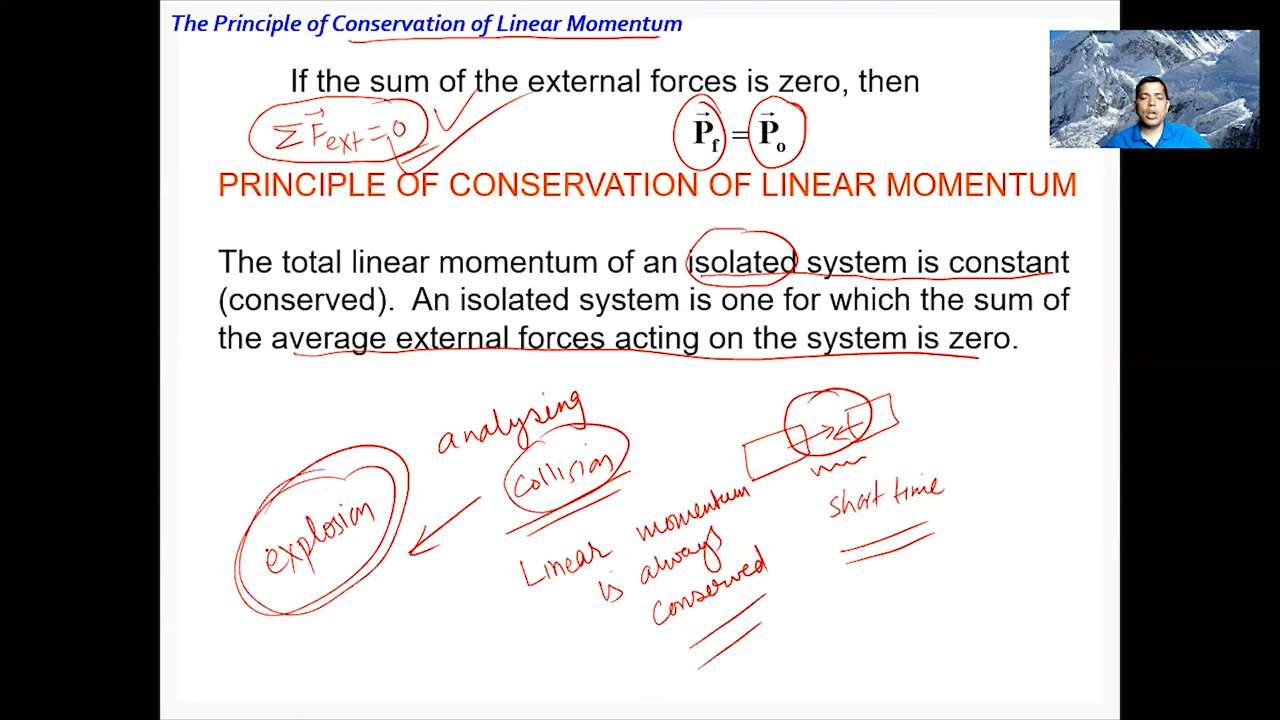 The Principle of Conservation of Linear Momentum
If the sum of the external forces is zero, then
ΣF⃗ext = 0
P⃗f = P⃗o
PRINCIPLE OF CONSERVATION OF LINEAR MOMENTUM
The total linear momentum of an isolated system is constant
(conserved). An isolated system is one for which the sum of
the average external forces acting on the system is zero.
analysing
collision
explosion
short time
Linear momentum
is always
conserved